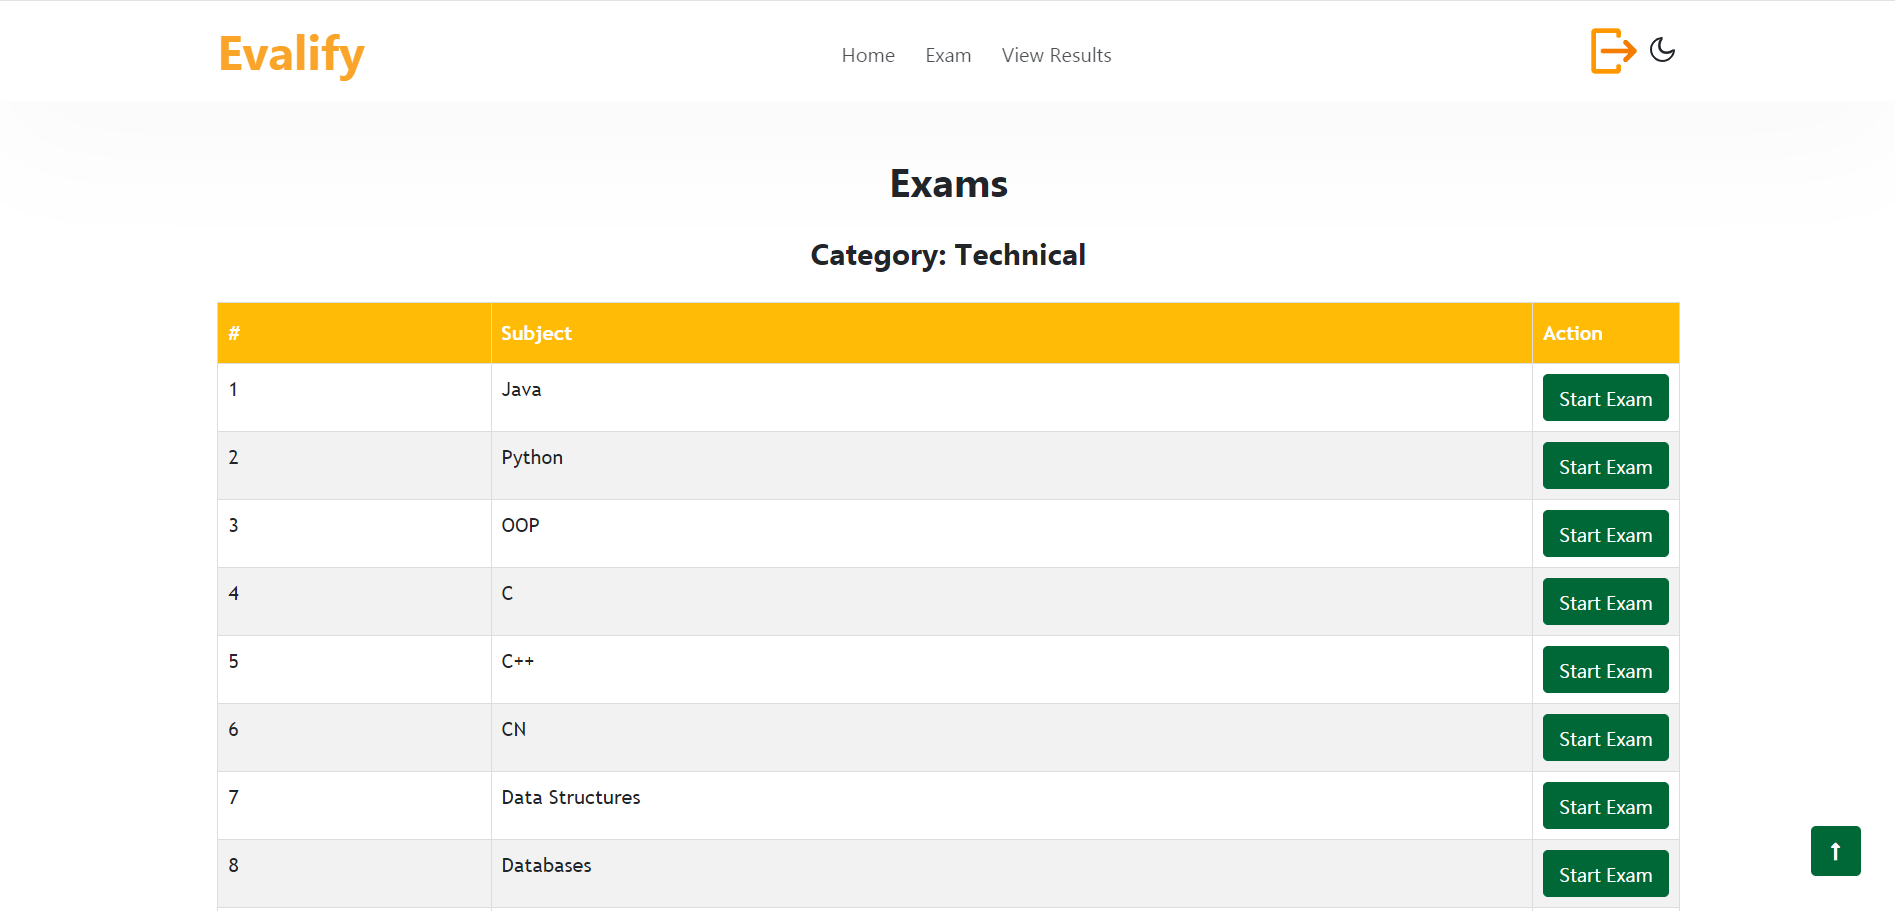 Evalify
Home Exam View Results
Exams
Category: Technical
# Subject Action
1 Java Start Exam
2 Python Start Exam
3 OOP Start Exam
4 C Start Exam
5 C++ Start Exam
6 CN Start Exam
7 Data Structures Start Exam
8 Databases Start Exam